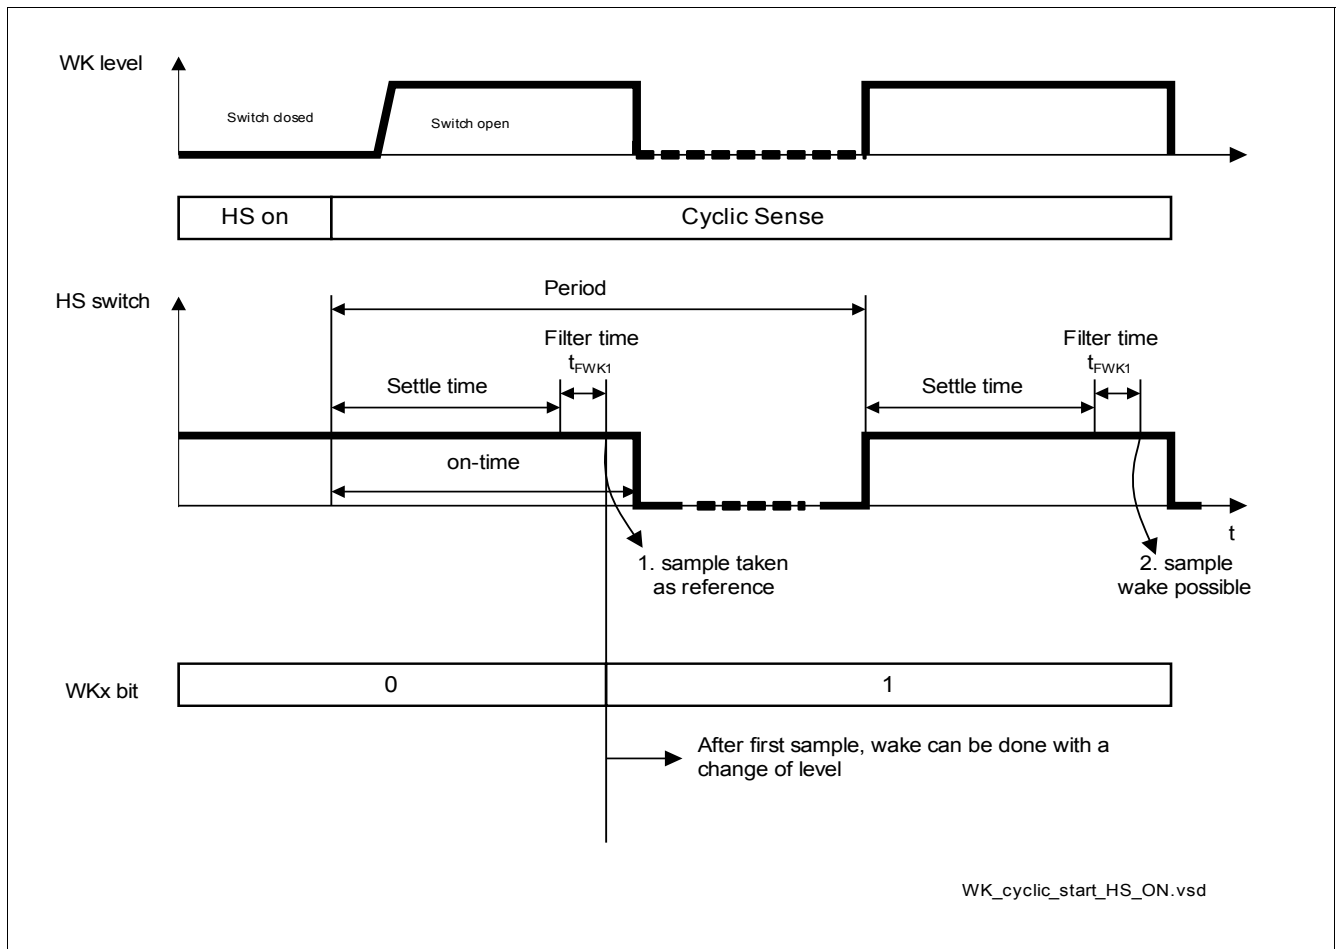 WK level
Switch closed
Switch open
HS on
Cyclic Sense
HS switch
Period
Filter time
tFWK1
Settle time
Filter time
tFWK1
Settle time
on-time
t
1. sample taken
as reference
2. sample
wake possible
WKx bit
0
1
After first sample, wake can be done with a
change of level
WK_cyclic_start_HS_ON.vsd